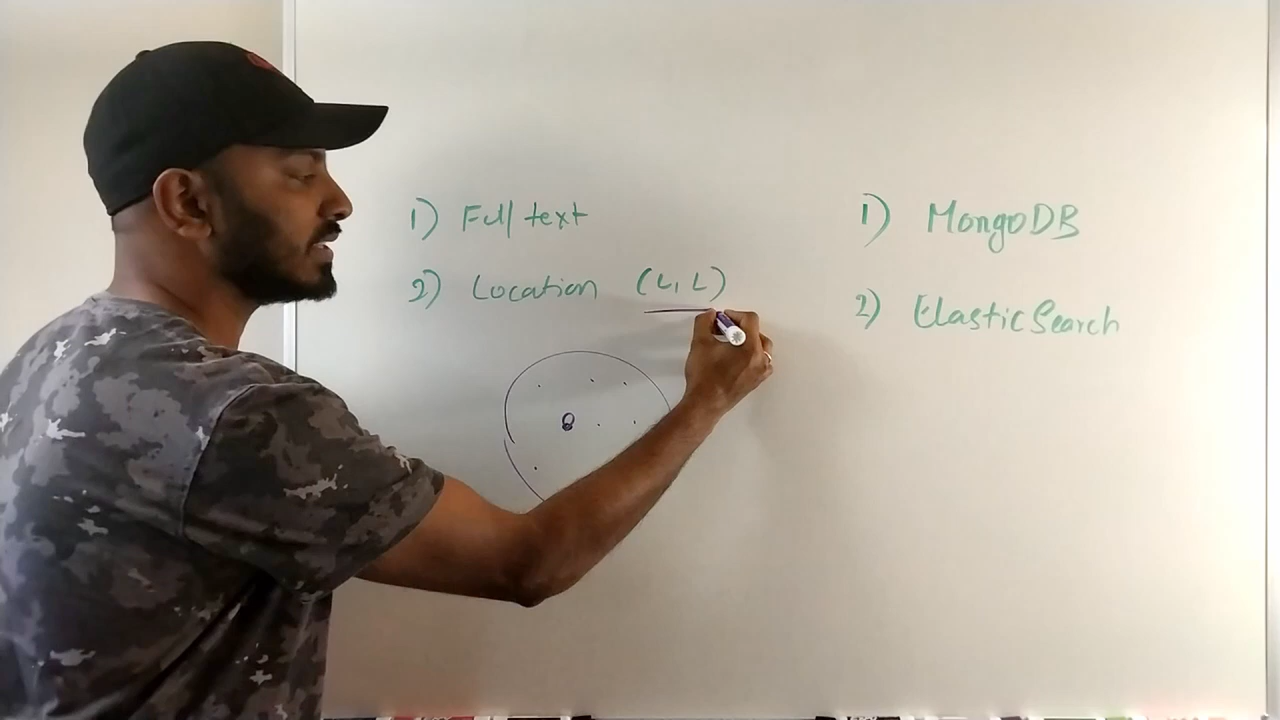 1) Full text
2) Location (L, L)
1) MongoDB
2) ElasticSearch